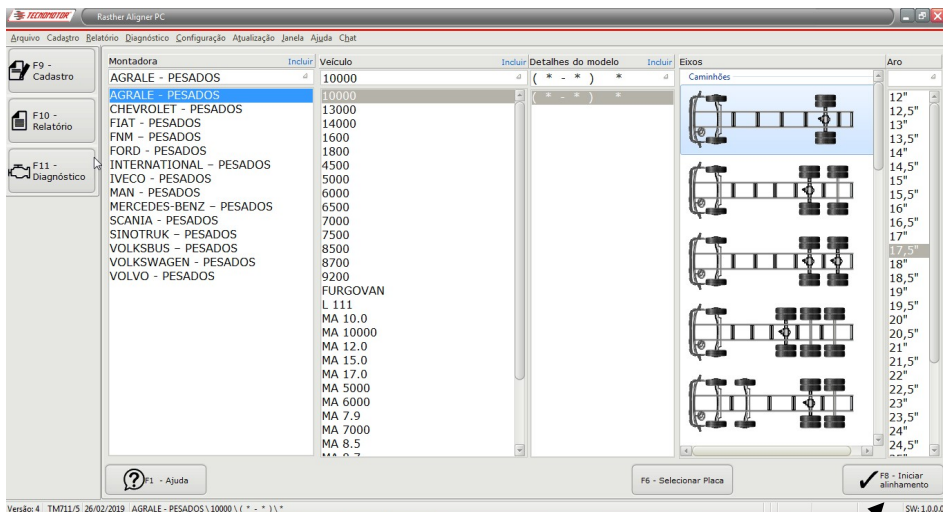 TECNOMOTOR
Rasther Aligner PC
Arquivo Cadastro Relatório Diagnóstico Configuração Atualização Janela Ajuda Chat
F9 -
Cadastro
F10 -
Relatório
F11 -
Diagnóstico
Montadora Incluir
AGRALE - PESADOS
AGRALE - PESADOS
CHEVROLET - PESADOS
FIAT - PESADOS
FNM – PESADOS
FORD - PESADOS
INTERNATIONAL – PESADOS
IVECO - PESADOS
MAN - PESADOS
MERCEDES-BENZ – PESADOS
SCANIA - PESADOS
SINOTRUK – PESADOS
VOLKSBUS – PESADOS
VOLKSWAGEN - PESADOS
VOLVO - PESADOS
Veículo Incluir
10000
10000
13000
14000
1600
1800
4500
5000
6000
6500
7000
7500
8500
8700
9200
FURGOVAN
L 111
MA 10.0
MA 10000
MA 12.0
MA 15.0
MA 17.0
MA 5000
MA 6000
MA 7.9
MA 7000
MA 8.5
Detalhes do modelo Incluir
( * - * ) *
( * - * ) *
Eixos
Caminhões
Aro
12"
12,5"
13"
13,5"
14"
14,5"
15"
15,5"
16"
16,5"
17"
17,5"
18"
18,5"
19"
19,5"
20"
20,5"
21"
21,5"
22"
22,5"
23"
23,5"
24"
24,5"
F1 - Ajuda
F6 - Selecionar Placa
F8 - Iniciar
alinhamento
Versão: 4 TM711/5 26/02/2019 AGRALE - PESADOS \ 10000 \ ( * - * ) \ * SW: 1.0.0.0